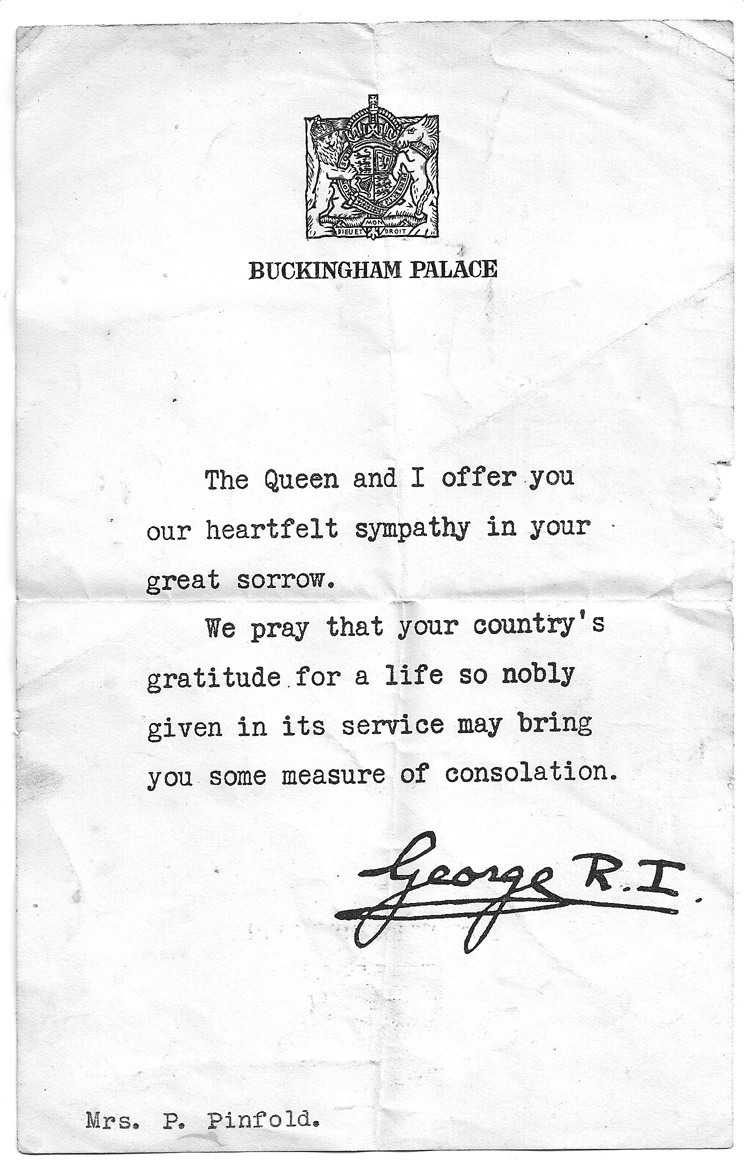 MON
DIEU ET DROIT
BUCKINGHAM PALACE
The Queen and I offer you
our heartfelt sympathy in your
great sorrow.
We pray that your country's
gratitude for a life so nobly
given in its service may bring
you some measure of consolation.
George R.I.
Mrs. P. Pinfold.